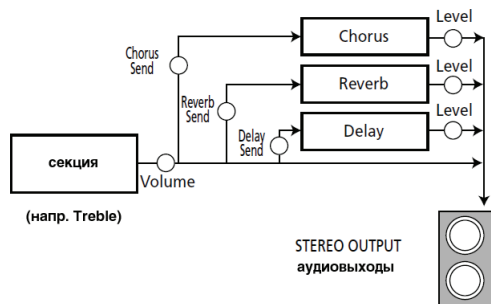 Level
Chorus
Chorus
Send
Level
Reverb
Reverb
Send
Level
Delay
Delay
Send
секция
Volume
(напр. Treble)
STEREO OUTPUT
аудиовыходы